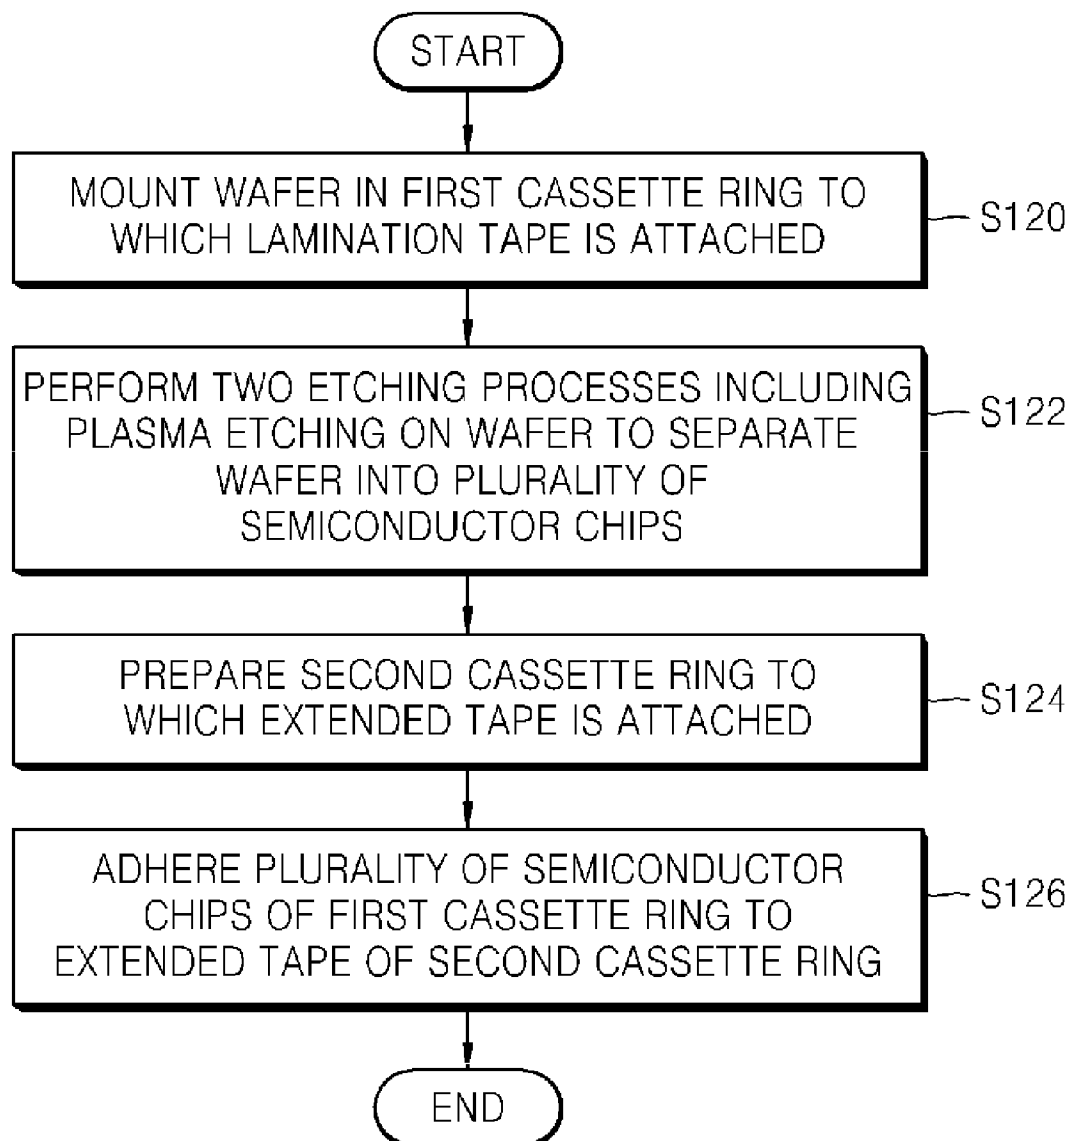 START
MOUNT WAFER IN FIRST CASSETTE RING TO
WHICH LAMINATION TAPE IS ATTACHED
S120
PERFORM TWO ETCHING PROCESSES INCLUDING
PLASMA ETCHING ON WAFER TO SEPARATE
WAFER INTO PLURALITY OF
SEMICONDUCTOR CHIPS
S122
PREPARE SECOND CASSETTE RING TO
WHICH EXTENDED TAPE IS ATTACHED
S124
ADHERE PLURALITY OF SEMICONDUCTOR
CHIPS OF FIRST CASSETTE RING TO
EXTENDED TAPE OF SECOND CASSETTE RING
S126
END